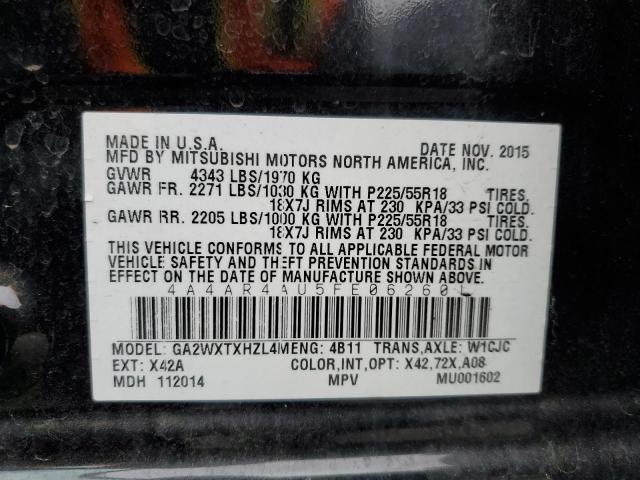 MADE IN U.S.A. DATE NOV. 2015
MFD BY MITSUBISHI MOTORS NORTH AMERICA, INC.
GVWR 4343 LBS/1970 KG
GAWR FR. 2271 LBS/1030 KG WITH P225/55R18 TIRES,
18X7J RIMS AT 230 KPA/33 PSI COLD.
GAWR RR. 2205 LBS/1000 KG WITH P225/55R18 TIRES,
18X7J RIMS AT 230 KPA/33 PSI COLD.
THIS VEHICLE CONFORMS TO ALL APPLICABLE FEDERAL MOTOR
VEHICLE SAFETY AND THEFT PREVENTION STANDARDS IN
EFFECT ON THE DATE OF MANUFACTURE SHOWN ABOVE.
4A4AR4AU5FE062601
MODEL: GA2WXTXHZL4M ENG: 4B11 TRANS,AXLE: W1CJC
EXT: X42A COLOR,INT,OPT: X42,72X,A08
MDH 112014 MPV MU001602